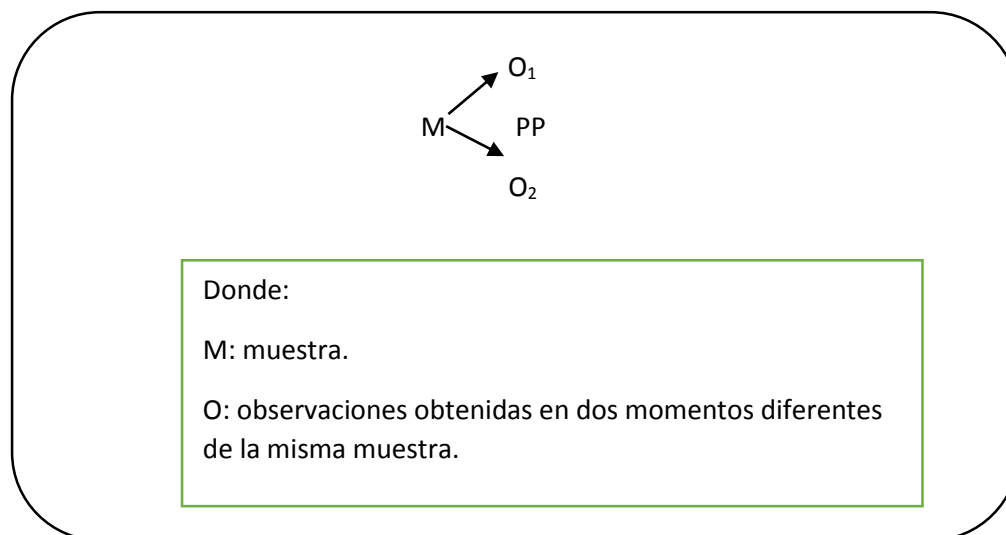 O₁
M PP
O₂
Donde:
M: muestra.
O: observaciones obtenidas en dos momentos diferentes
de la misma muestra.